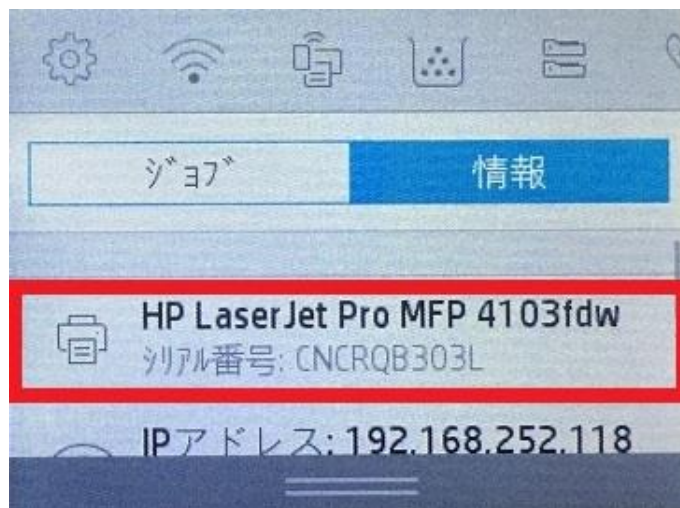 ｼﾞｮﾌﾞ
情報
HP LaserJet Pro MFP 4103fdw
ｼﾘｱﾙ番号: CNCRQB303L
IPアドレス: 192.168.252.118